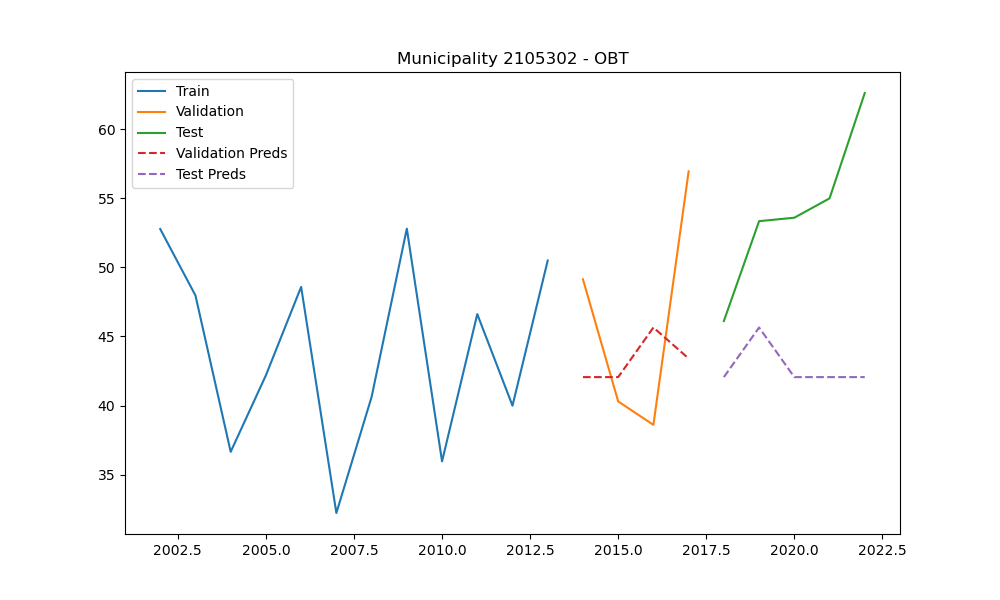 Municipality 2105302 - OBT
Train
Validation
Test
Validation Preds
Test Preds
60
55
50
45
40
35
2002.5 2005.0 2007.5 2010.0 2012.5 2015.0 2017.5 2020.0 2022.5